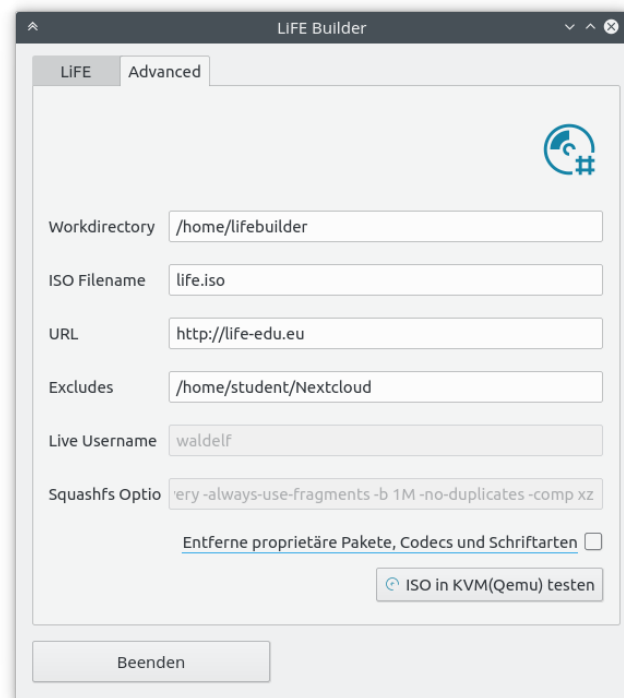 LiFE Builder
LiFE
Advanced
Workdirectory /home/lifebuilder
ISO Filename life.iso
URL http://life-edu.eu
Excludes /home/student/Nextcloud
Live Username waldelf
Squashfs Optio -always-use-fragments -b 1M -no-duplicates -comp xz
Entferne proprietäre Pakete, Codecs und Schriftarten
ISO in KVM(Qemu) testen
Beenden